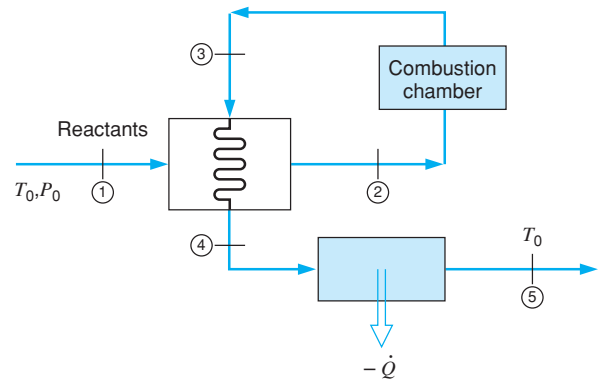 3
Combustion
chamber
Reactants
T₀,P₀
1
2
4
T₀
5
− Q̇